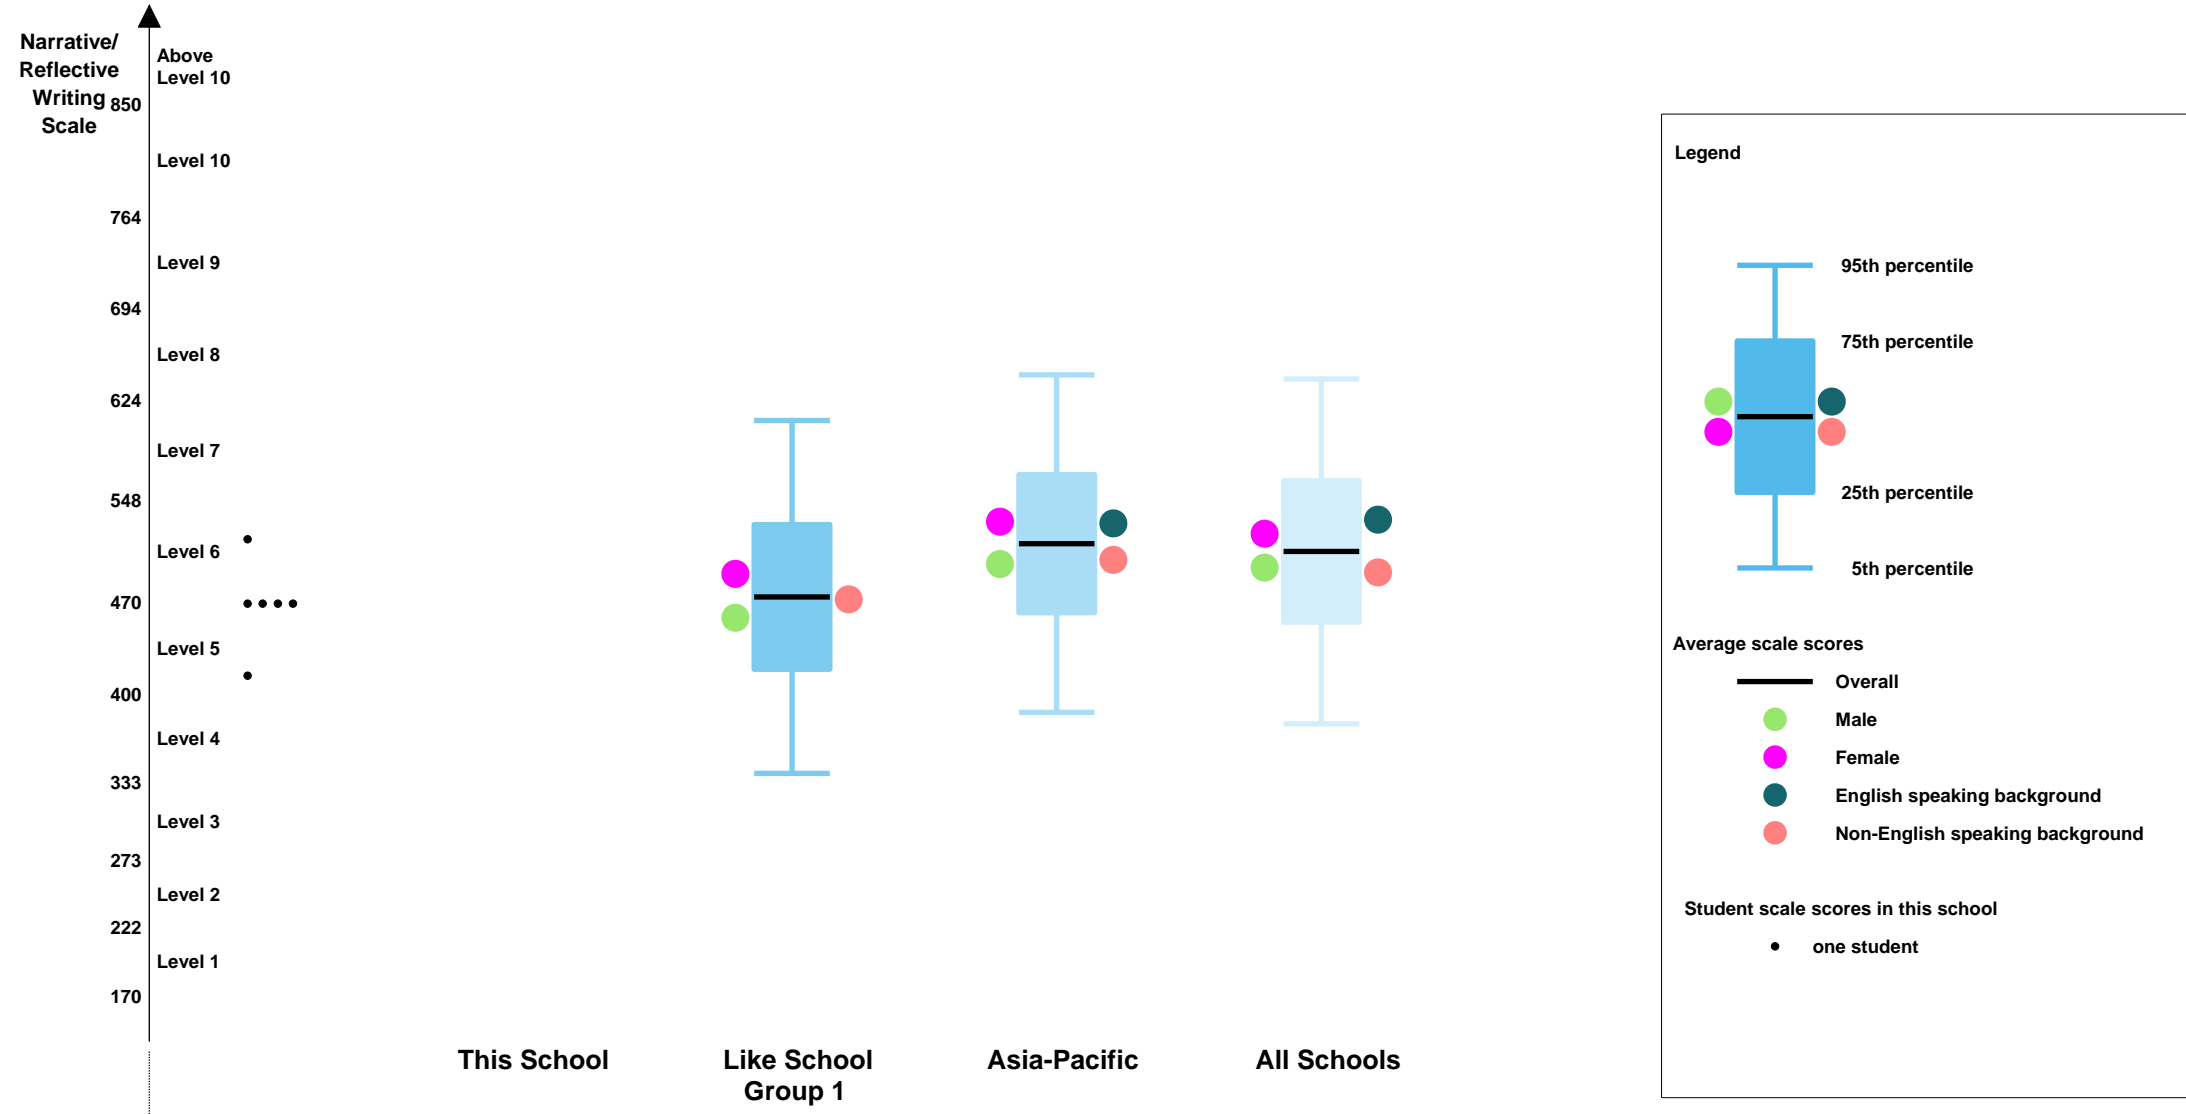 Narrative/
Reflective
Writing
Scale
Above
Level 10
850
Level 10
764
Level 9
694
Level 8
624
Level 7
548
Level 6
470
Level 5
400
Level 4
333
Level 3
273
Level 2
222
Level 1
170
This School
Like School
Group 1
Asia-Pacific
All Schools
Legend
95th percentile
75th percentile
25th percentile
5th percentile
Average scale scores
Overall
Male
Female
English speaking background
Non-English speaking background
Student scale scores in this school
one student